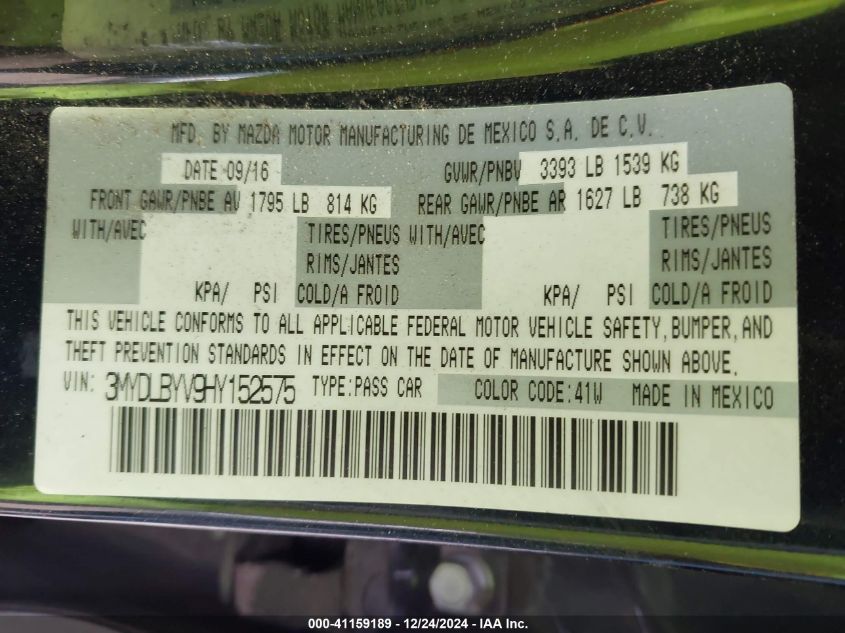 MFD. BY MAZDA MOTOR MANUFACTURING DE MEXICO S.A. DE C.V.
DATE 09/16 GVWR/PNBV 3393 LB 1539 KG
FRONT GAWR/PNBE AV 1795 LB 814 KG REAR GAWR/PNBE AR 1627 LB 738 KG
WITH/AVEC TIRES/PNEUS WITH/AVEC TIRES/PNEUS
RIMS/JANTES RIMS/JANTES
KPA/ PSI COLD/A FROID KPA/ PSI COLD/A FROID
THIS VEHICLE CONFORMS TO ALL APPLICABLE FEDERAL MOTOR VEHICLE SAFETY, BUMPER, AND
THEFT PREVENTION STANDARDS IN EFFECT ON THE DATE OF MANUFACTURE SHOWN ABOVE.
VIN: 3MYDLBYV9HY152575 TYPE:PASS CAR COLOR CODE:41W MADE IN MEXICO
000-41159189 - 12/24/2024 - IAA Inc.